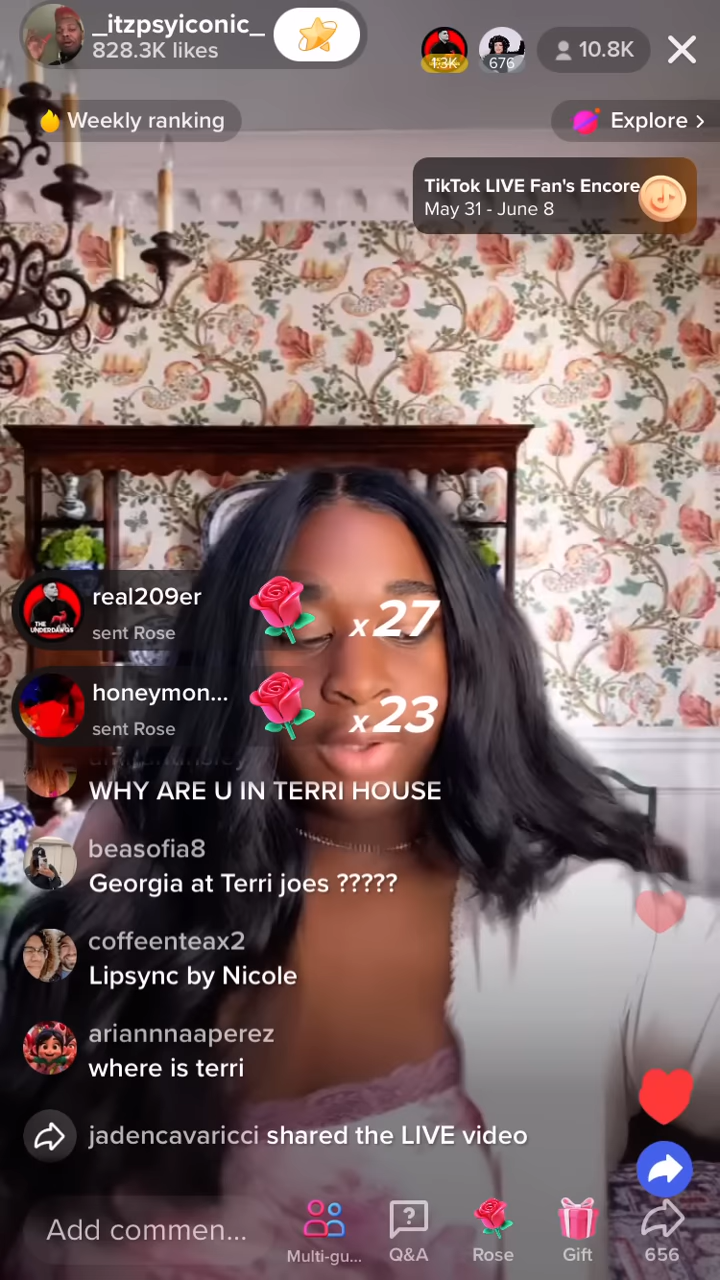 _itzpsyiconic_
828.3K likes
1.3K
676
10.8K
Weekly ranking
Explore
TikTok LIVE Fan's Encore
May 31 - June 8
real209er
sent Rose
x27
THE
UNDERDAWGS
honeymon...
sent Rose
x23
WHY ARE U IN TERRI HOUSE
beasofia8
Georgia at Terri joes ?????
coffeenteax2
Lipsync by Nicole
ariannnaaperez
where is terri
jadencavaricci shared the LIVE video
Add commen...
Multi-gu...
Q&A
Rose
Gift
656